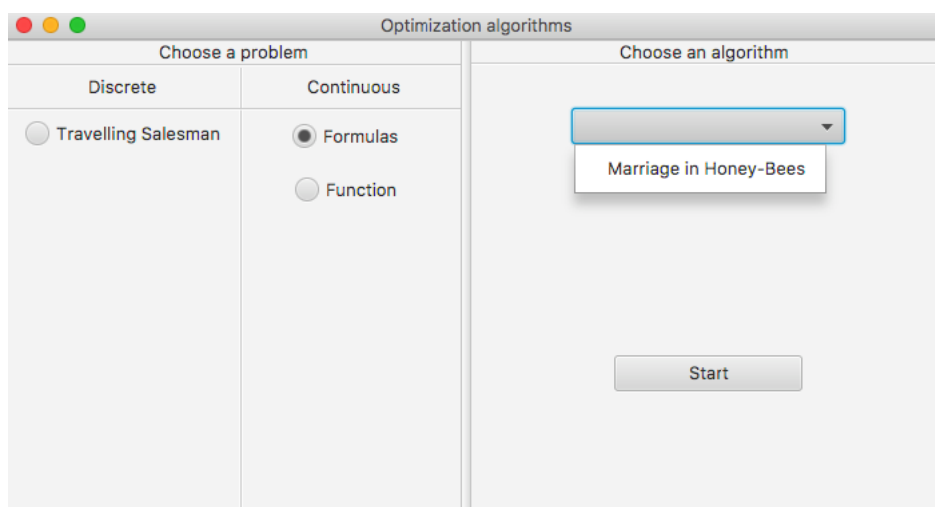 Optimization algorithms
Choose a problem
Choose an algorithm
Discrete
Continuous
Travelling Salesman
Formulas
Function
Marriage in Honey-Bees
Start